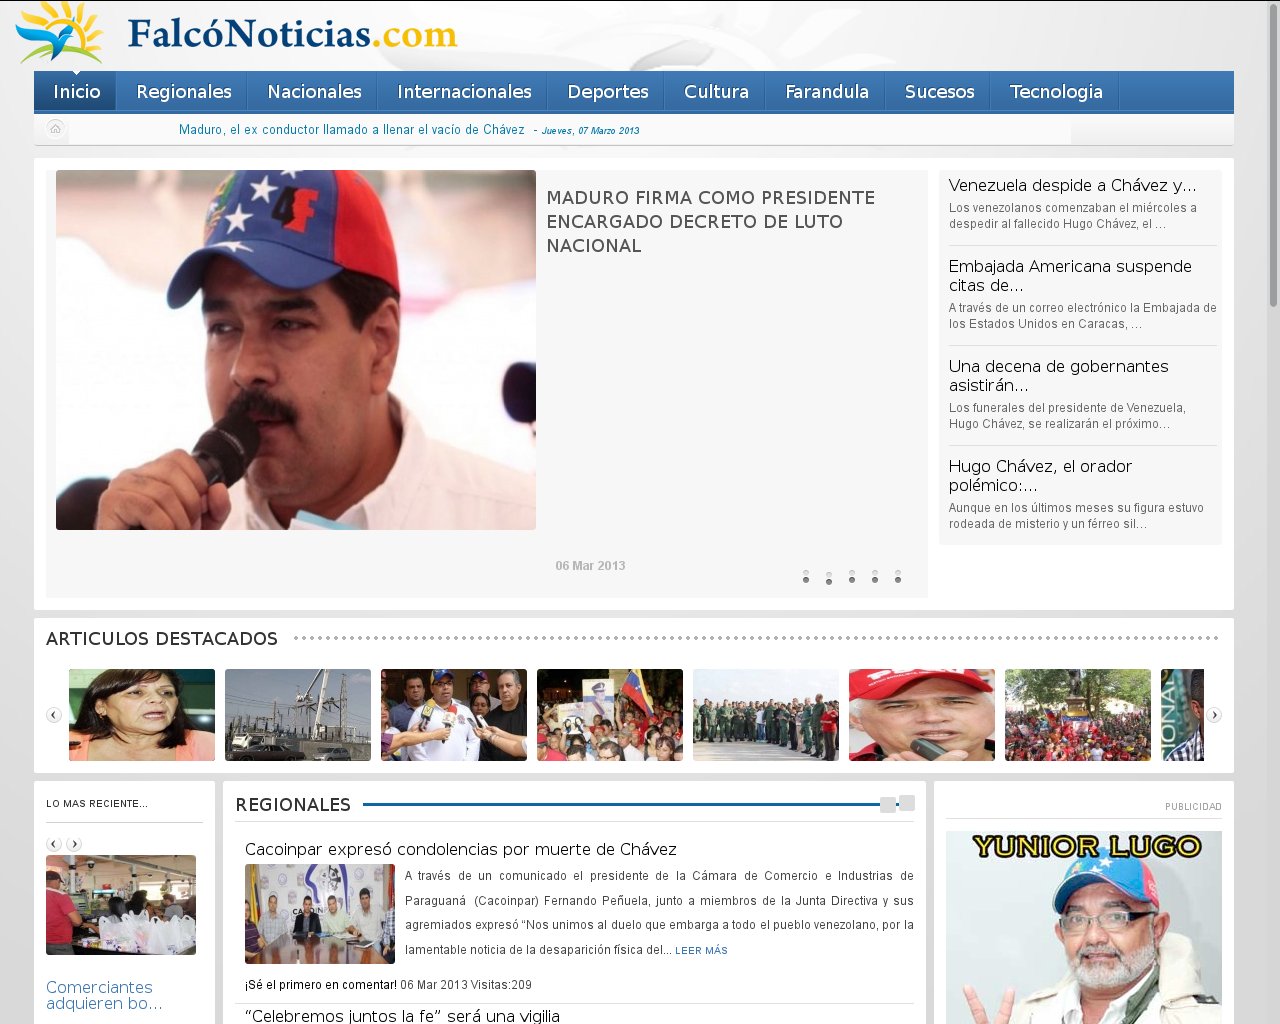 FalcóNoticias.com
Inicio Regionales Nacionales Internacionales Deportes Cultura Farandula Sucesos Tecnologia
Maduro, el ex conductor llamado a llenar el vacío de Chávez - Jueves, 07 Marzo 2013
4F
MADURO FIRMA COMO PRESIDENTE
ENCARGADO DECRETO DE LUTO
NACIONAL
06 Mar 2013
Venezuela despide a Chávez y...
Los venezolanos comenzaban el miércoles a
despedir al fallecido Hugo Chávez, el ...
Embajada Americana suspende
citas de...
A través de un correo electrónico la Embajada de
los Estados Unidos en Caracas, ...
Una decena de gobernantes
asistirán...
Los funerales del presidente de Venezuela,
Hugo Chávez, se realizarán el próximo...
Hugo Chávez, el orador
polémico:...
Aunque en los últimos meses su figura estuvo
rodeada de misterio y un férreo sil...
ARTICULOS DESTACADOS
LO MAS RECIENTE...
Comerciantes
adquieren bo...
REGIONALES
Cacoinpar expresó condolencias por muerte de Chávez
A través de un comunicado el presidente de la Cámara de Comercio e Industrias de
Paraguaná (Cacoinpar) Fernando Peñuela, junto a miembros de la Junta Directiva y sus
agremiados expresó “Nos unimos al duelo que embarga a todo el pueblo venezolano, por la
lamentable noticia de la desaparición física del... LEER MÁS
¡Sé el primero en comentar! 06 Mar 2013 Visitas:209
“Celebremos juntos la fe” será una vigilia
PUBLICIDAD
YUNIOR LUGO